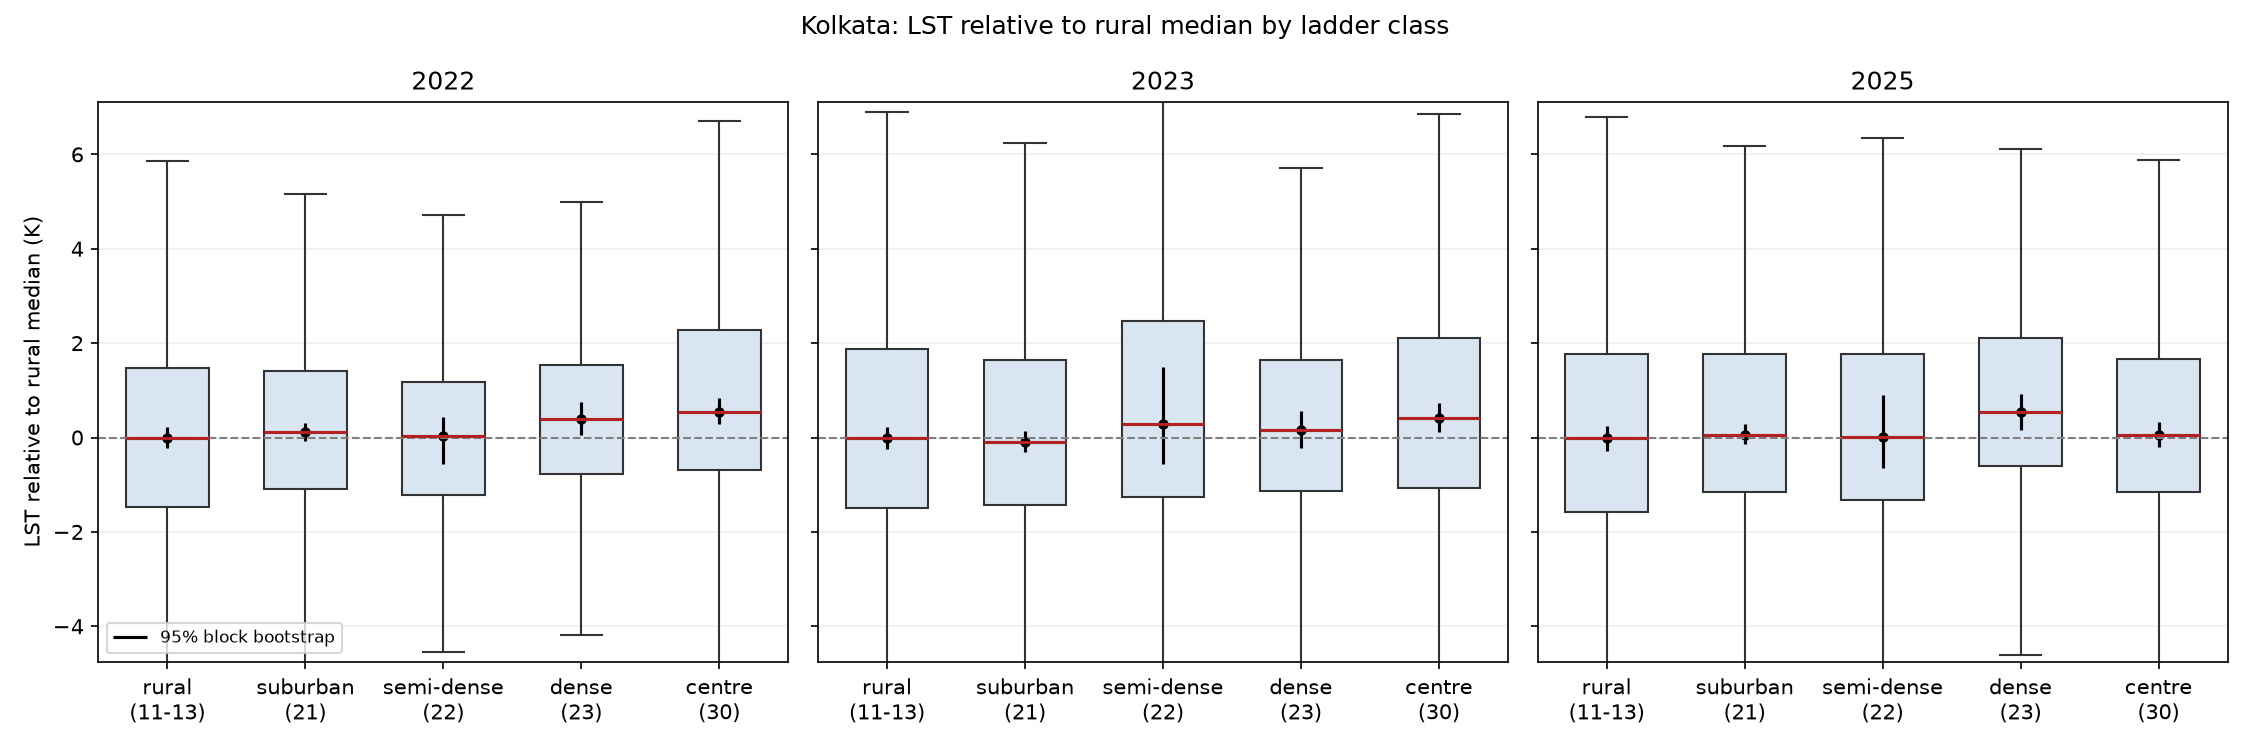 Kolkata: LST relative to rural median by ladder class
2022
2023
2025
LST relative to rural median (K)
6
4
2
0
−2
−4
95% block bootstrap
rural
(11-13)
suburban
(21)
semi-dense
(22)
dense
(23)
centre
(30)
rural
(11-13)
suburban
(21)
semi-dense
(22)
dense
(23)
centre
(30)
rural
(11-13)
suburban
(21)
semi-dense
(22)
dense
(23)
centre
(30)